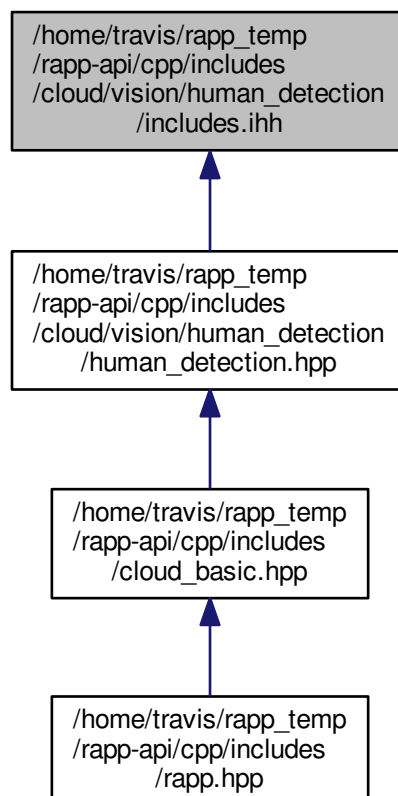 /home/travis/rapp_temp
/rapp-api/cpp/includes
/cloud/vision/human_detection
/includes.ihh
/home/travis/rapp_temp
/rapp-api/cpp/includes
/cloud/vision/human_detection
/human_detection.hpp
/home/travis/rapp_temp
/rapp-api/cpp/includes
/cloud_basic.hpp
/home/travis/rapp_temp
/rapp-api/cpp/includes
/rapp.hpp